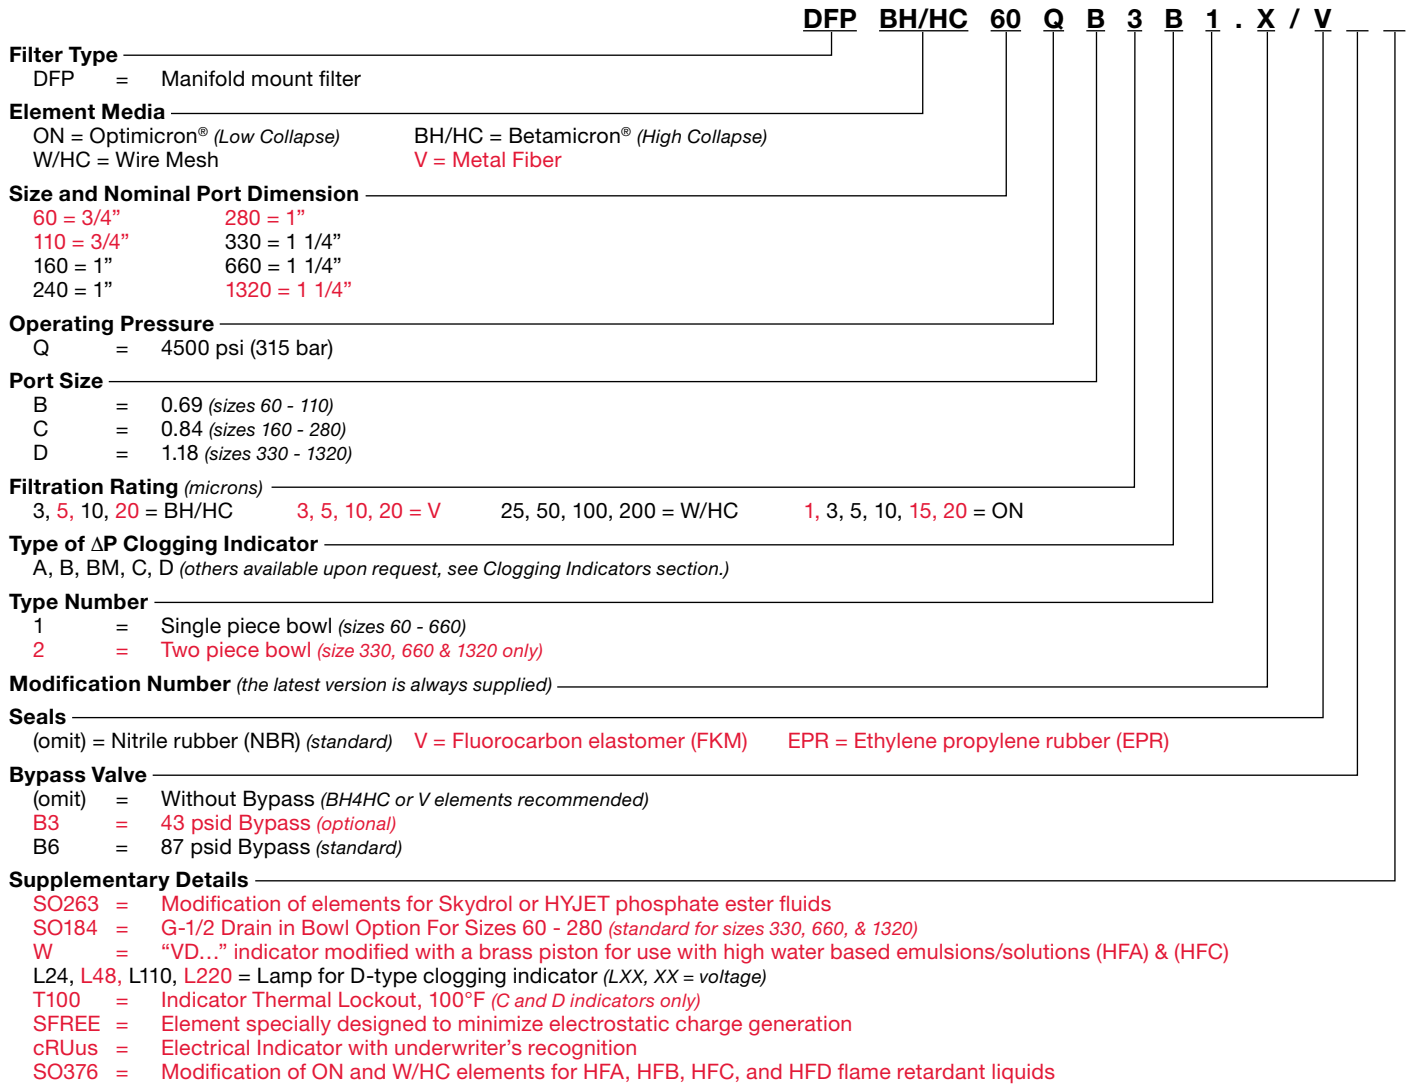 DFP BH/HC 60 Q B 3 B 1 . X / V __ __
Filter Type
DFP = Manifold mount filter
Element Media
ON = Optimicron® (Low Collapse) BH/HC = Betamicron® (High Collapse)
W/HC = Wire Mesh V = Metal Fiber
Size and Nominal Port Dimension
60 = 3/4” 280 = 1”
110 = 3/4” 330 = 1 1/4”
160 = 1” 660 = 1 1/4”
240 = 1” 1320 = 1 1/4”
Operating Pressure
Q = 4500 psi (315 bar)
Port Size
B = 0.69 (sizes 60 - 110)
C = 0.84 (sizes 160 - 280)
D = 1.18 (sizes 330 - 1320)
Filtration Rating (microns)
3, 5, 10, 20 = BH/HC 3, 5, 10, 20 = V 25, 50, 100, 200 = W/HC 1, 3, 5, 10, 15, 20 = ON
Type of ΔP Clogging Indicator
A, B, BM, C, D (others available upon request, see Clogging Indicators section.)
Type Number
1 = Single piece bowl (sizes 60 - 660)
2 = Two piece bowl (size 330, 660 & 1320 only)
Modification Number (the latest version is always supplied)
Seals
(omit) = Nitrile rubber (NBR) (standard) V = Fluorocarbon elastomer (FKM) EPR = Ethylene propylene rubber (EPR)
Bypass Valve
(omit) = Without Bypass (BH4HC or V elements recommended)
B3 = 43 psid Bypass (optional)
B6 = 87 psid Bypass (standard)
Supplementary Details
SO263 = Modification of elements for Skydrol or HYJET phosphate ester fluids
SO184 = G-1/2 Drain in Bowl Option For Sizes 60 - 280 (standard for sizes 330, 660, & 1320)
W = “VD…” indicator modified with a brass piston for use with high water based emulsions/solutions (HFA) & (HFC)
L24, L48, L110, L220 = Lamp for D-type clogging indicator (LXX, XX = voltage)
T100 = Indicator Thermal Lockout, 100°F (C and D indicators only)
SFREE = Element specially designed to minimize electrostatic charge generation
cRUus = Electrical Indicator with underwriter’s recognition
SO376 = Modification of ON and W/HC elements for HFA, HFB, HFC, and HFD flame retardant liquids